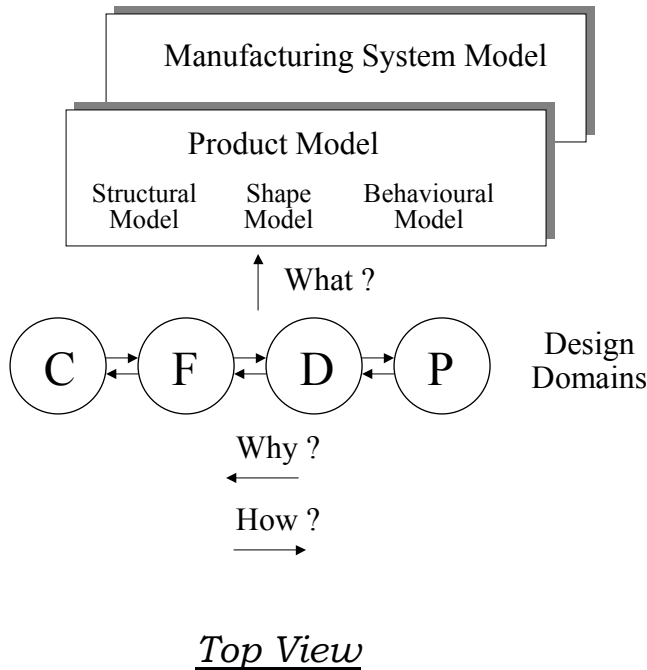 Manufacturing System Model
Product Model
Structural Shape Behavioural
Model Model Model
What ?
C F D P
Design
Domains
Why ?
How ?
Top View